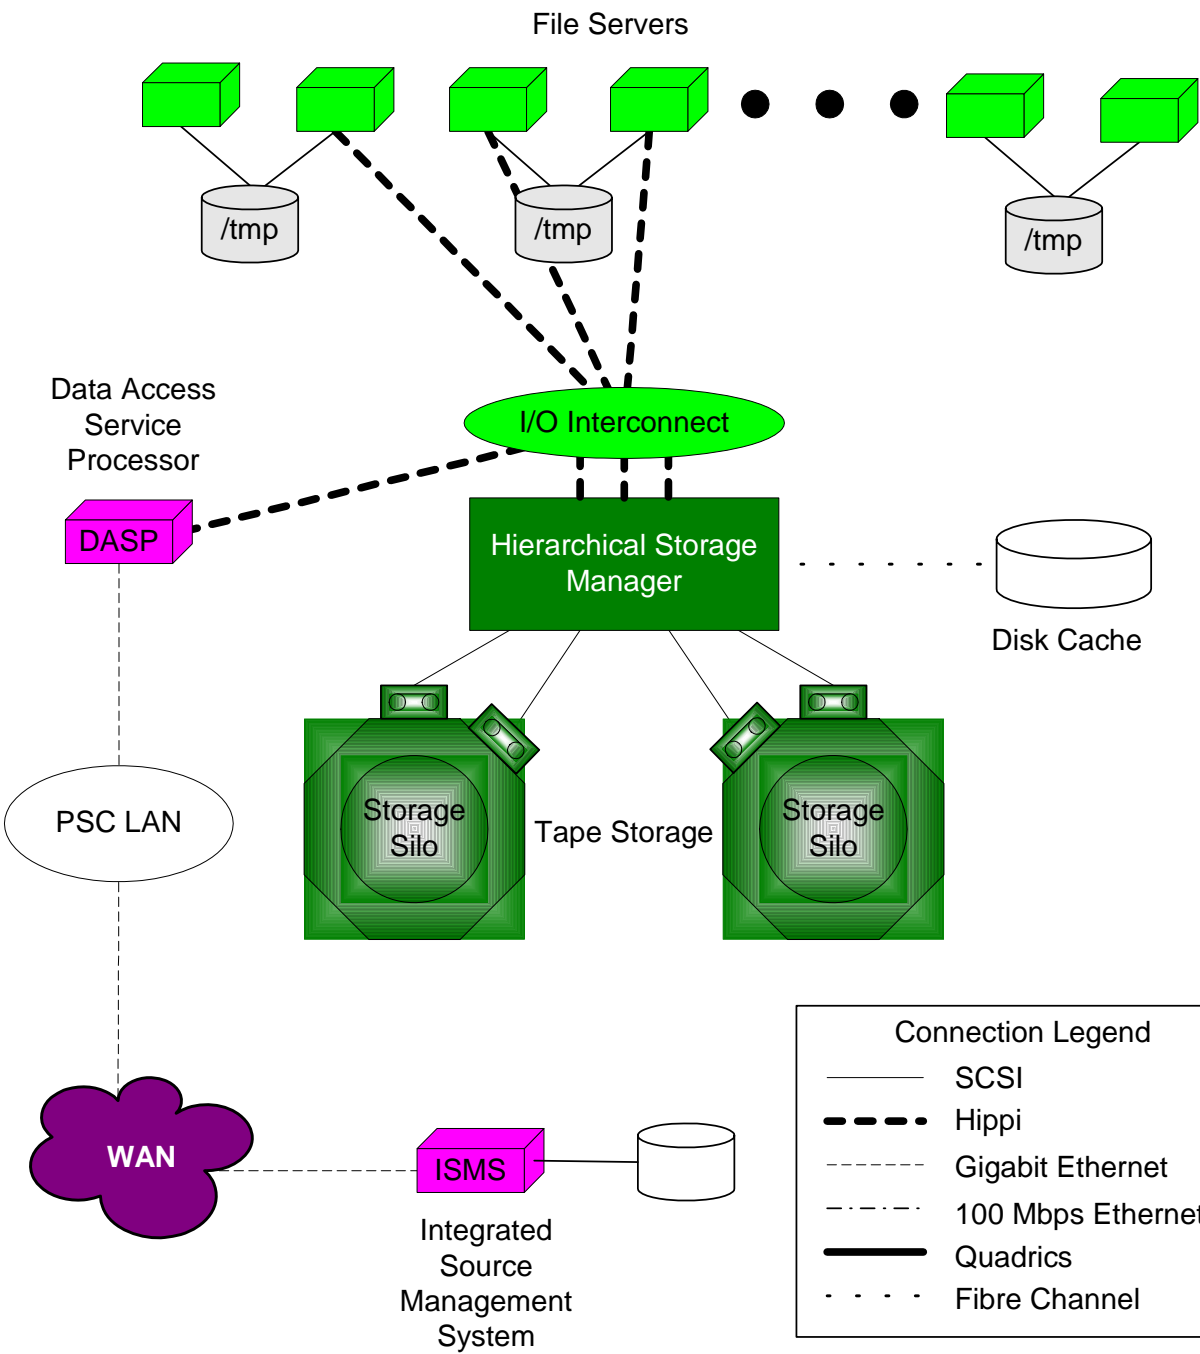 File Servers
/tmp
/tmp
/tmp
Data Access
Service
Processor
I/O Interconnect
DASP
Hierarchical Storage
Manager
Disk Cache
PSC LAN
Storage
Silo
Tape Storage
Storage
Silo
WAN
ISMS
Integrated
Source
Management
System
Connection Legend
SCSI
Hippi
Gigabit Ethernet
100 Mbps Ethernet
Quadrics
Fibre Channel